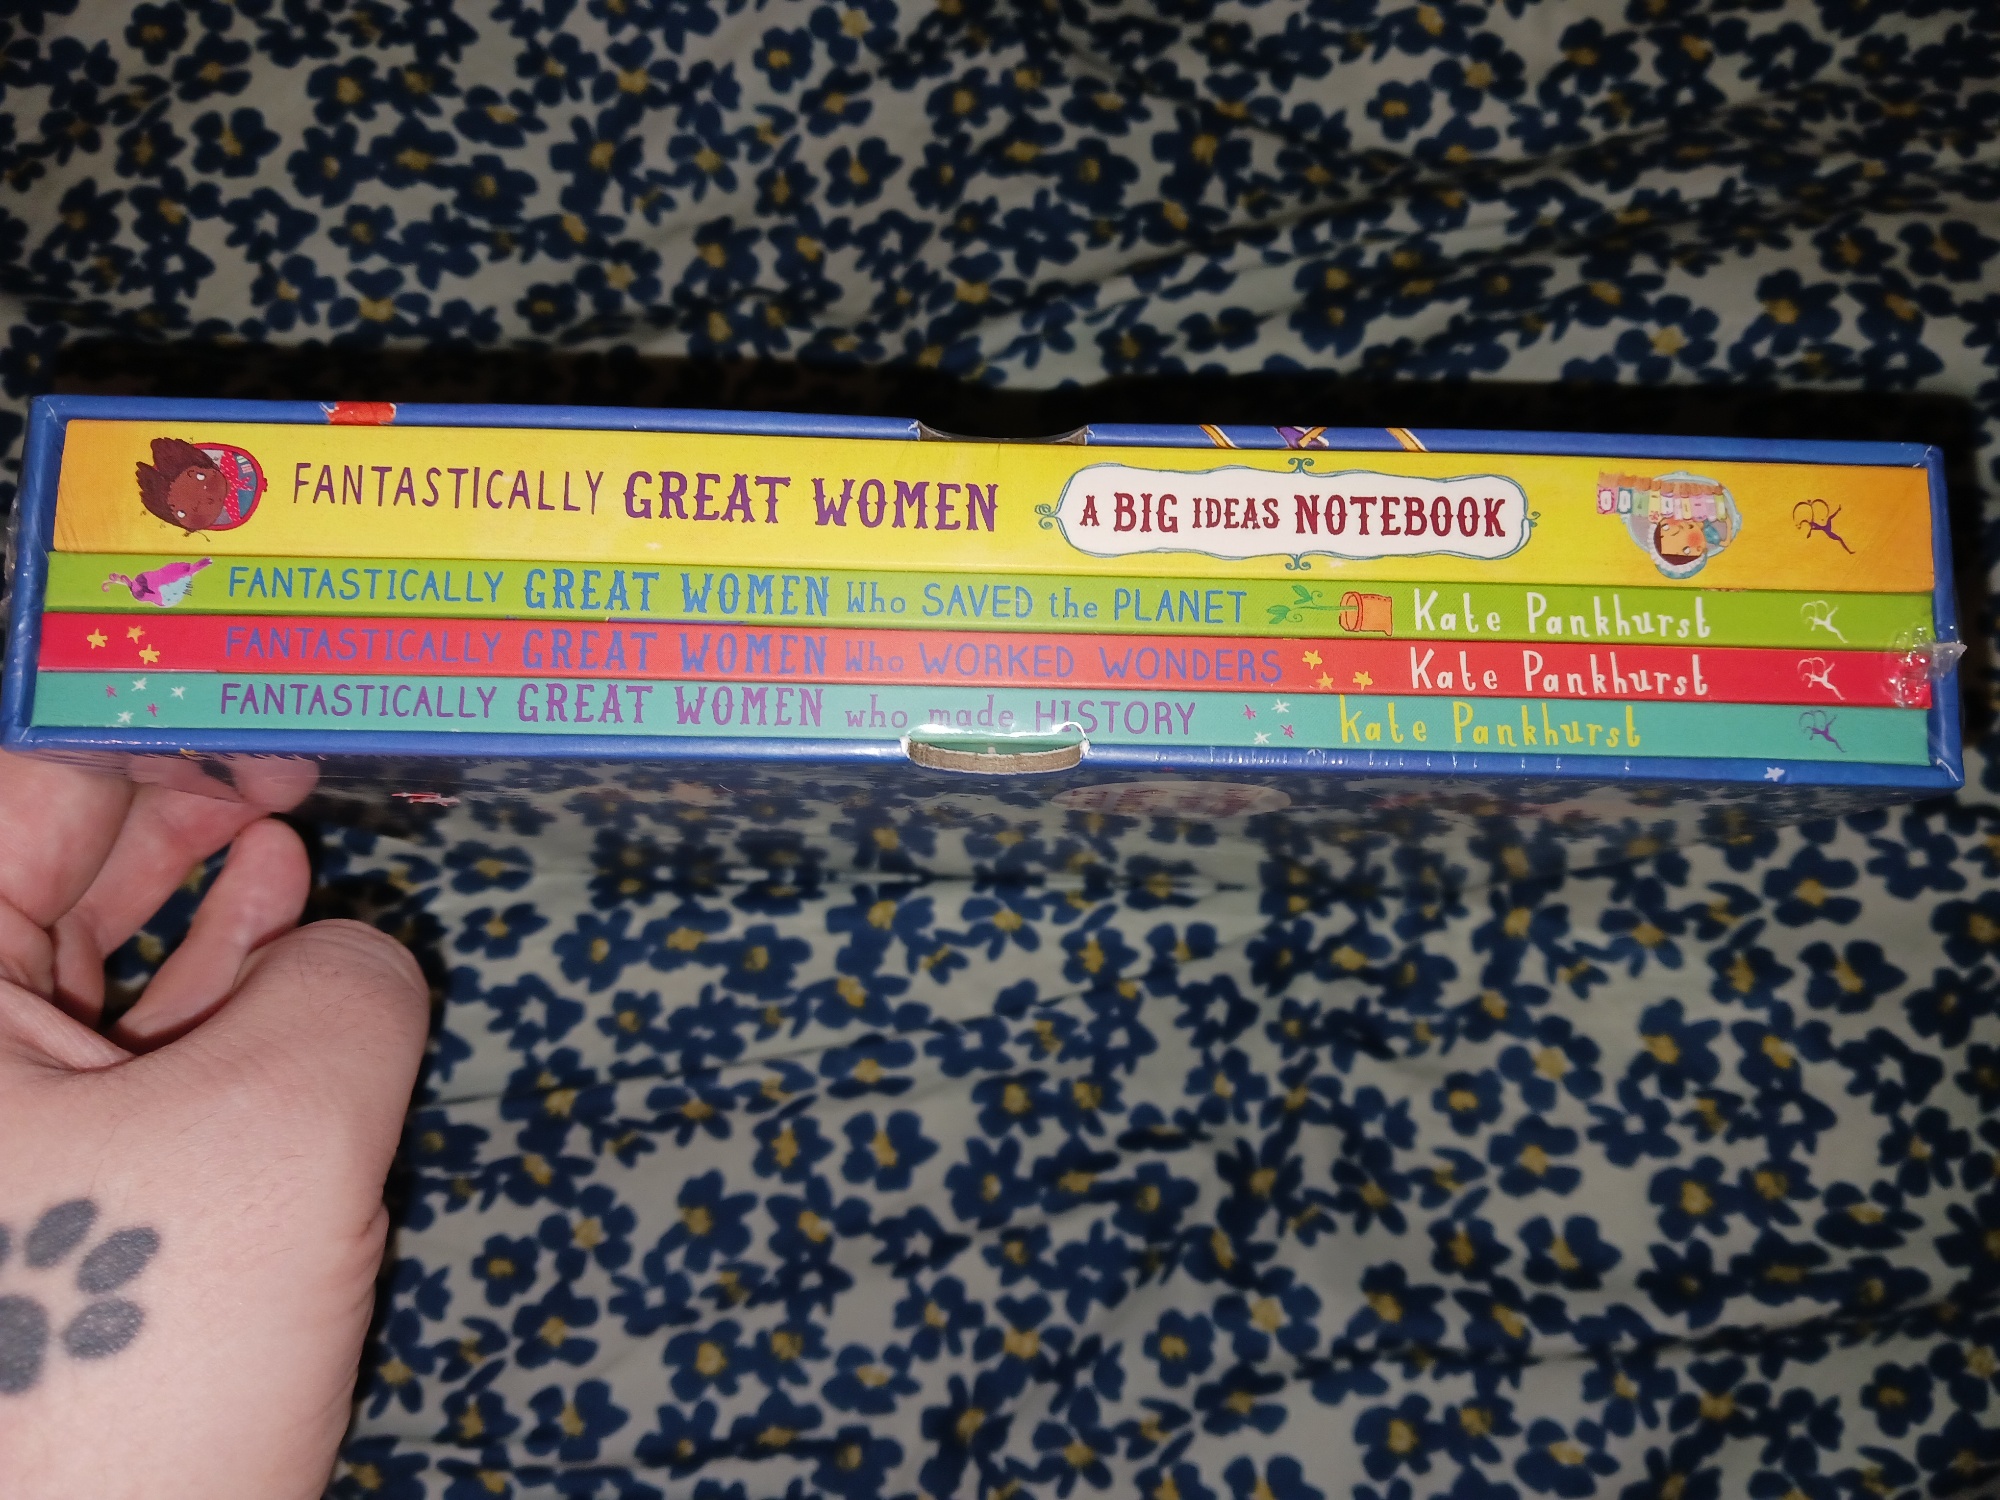 FANTASTICALLY GREAT WOMEN A BIG IDEAS NOTEBOOK
FANTASTICALLY GREAT WOMEN Who SAVED the PLANET Kate Pankhurst
FANTASTICALLY GREAT WOMEN Who WORKED WONDERS Kate Pankhurst
FANTASTICALLY GREAT WOMEN who made HISTORY Kate Pankhurst